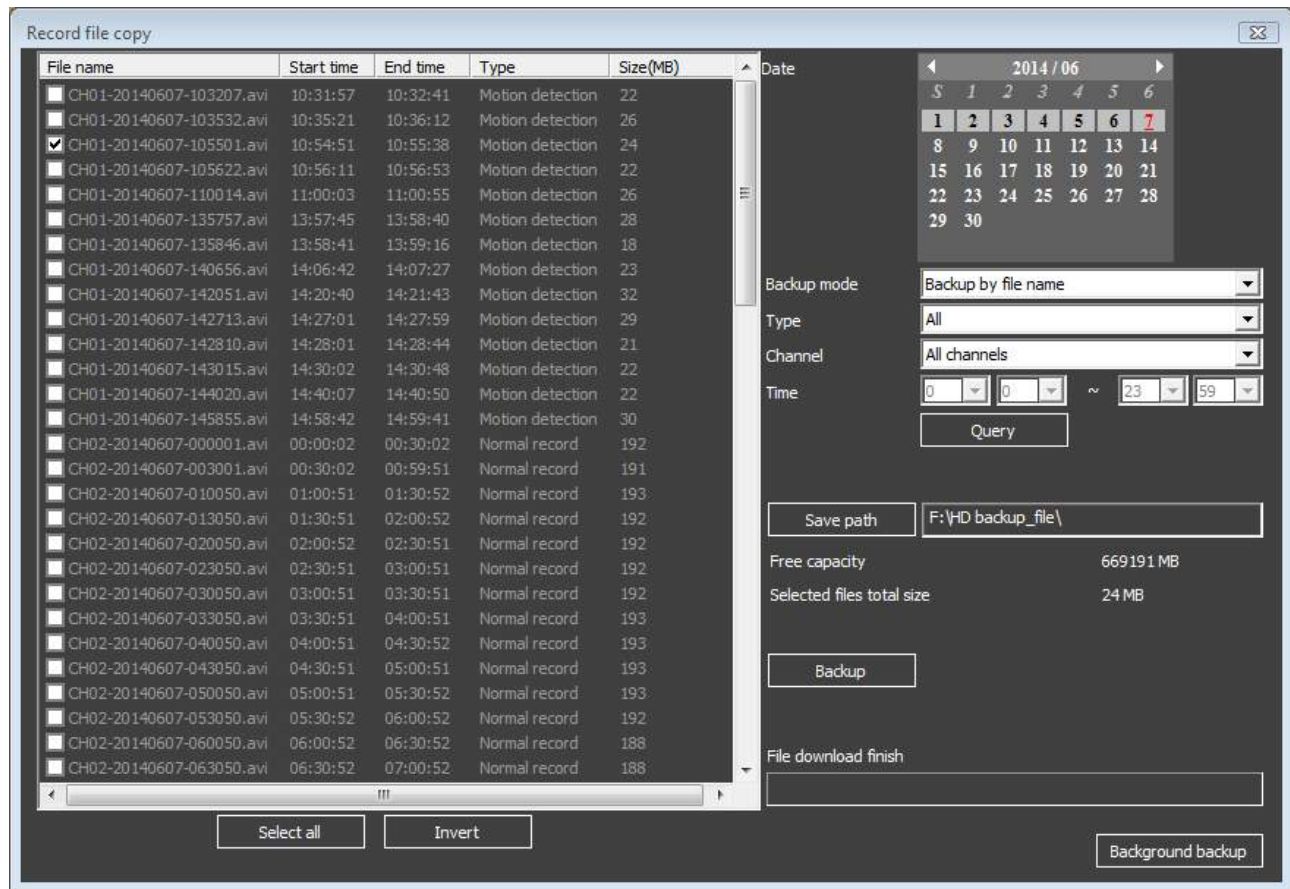 Record file copy
File name Start time End time Type Size(MB)
CH01-20140607-103207.avi 10:31:57 10:32:41 Motion detection 22
CH01-20140607-103532.avi 10:35:21 10:36:12 Motion detection 26
CH01-20140607-105501.avi 10:54:51 10:55:38 Motion detection 24
CH01-20140607-105622.avi 10:56:11 10:56:53 Motion detection 22
CH01-20140607-110014.avi 11:00:03 11:00:55 Motion detection 26
CH01-20140607-135757.avi 13:57:45 13:58:40 Motion detection 28
CH01-20140607-135846.avi 13:58:41 13:59:16 Motion detection 18
CH01-20140607-140656.avi 14:06:42 14:07:27 Motion detection 23
CH01-20140607-142051.avi 14:20:40 14:21:43 Motion detection 32
CH01-20140607-142713.avi 14:27:01 14:27:59 Motion detection 29
CH01-20140607-142810.avi 14:28:01 14:28:44 Motion detection 21
CH01-20140607-143015.avi 14:30:02 14:30:48 Motion detection 22
CH01-20140607-144020.avi 14:40:07 14:40:50 Motion detection 22
CH01-20140607-145855.avi 14:58:42 14:59:41 Motion detection 30
CH02-20140607-000001.avi 00:00:02 00:30:02 Normal record 192
CH02-20140607-003001.avi 00:30:02 00:59:51 Normal record 191
CH02-20140607-010050.avi 01:00:51 01:30:52 Normal record 193
CH02-20140607-013050.avi 01:30:51 02:00:52 Normal record 192
CH02-20140607-020050.avi 02:00:52 02:30:51 Normal record 192
CH02-20140607-023050.avi 02:30:51 03:00:51 Normal record 192
CH02-20140607-030050.avi 03:00:51 03:30:51 Normal record 192
CH02-20140607-033050.avi 03:30:51 04:00:51 Normal record 193
CH02-20140607-040050.avi 04:00:51 04:30:52 Normal record 193
CH02-20140607-043050.avi 04:30:51 05:00:51 Normal record 193
CH02-20140607-050050.avi 05:00:51 05:30:52 Normal record 193
CH02-20140607-053050.avi 05:30:52 06:00:52 Normal record 192
CH02-20140607-060050.avi 06:00:52 06:30:52 Normal record 188
CH02-20140607-063050.avi 06:30:52 07:00:52 Normal record 188
Select all Invert
Date
2014 / 06
S 1 2 3 4 5 6
1 2 3 4 5 6 7
8 9 10 11 12 13 14
15 16 17 18 19 20 21
22 23 24 25 26 27 28
29 30
Backup mode Backup by file name
Type All
Channel All channels
Time 0 0 ~ 23 59
Query
Save path F:\HD backup_file\
Free capacity 669191 MB
Selected files total size 24 MB
Backup
File download finish
Background backup